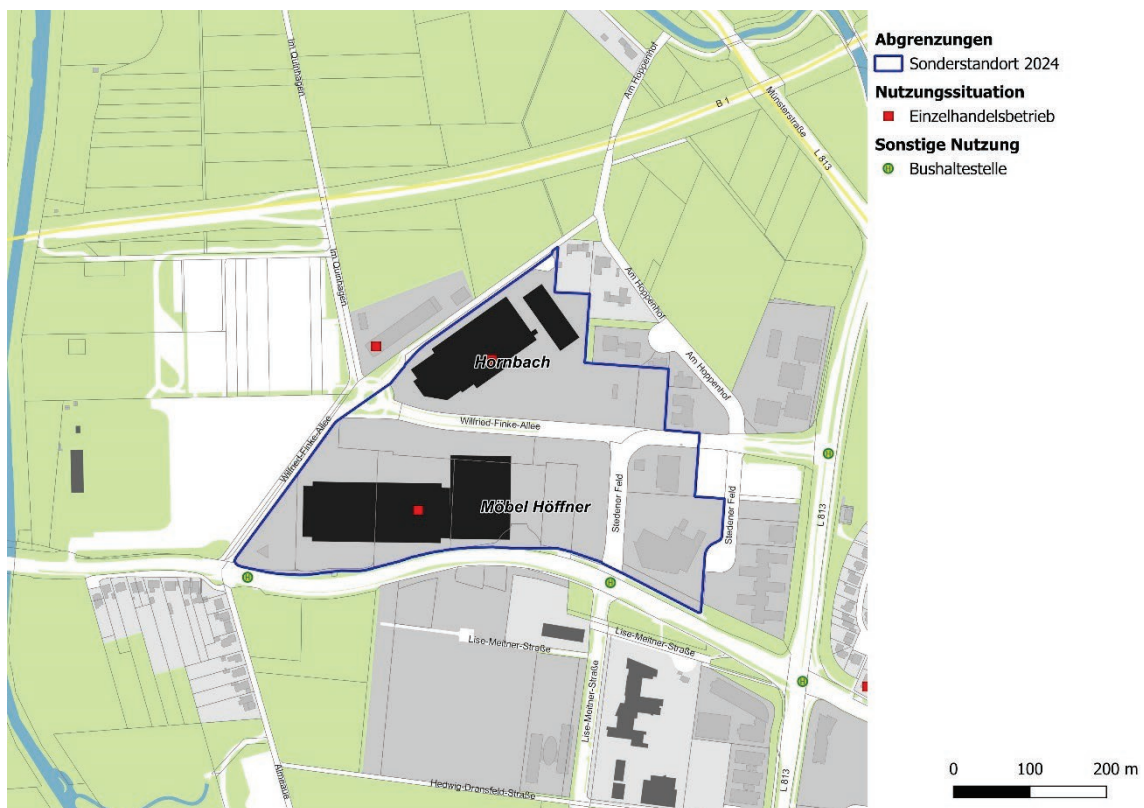 Abgrenzungen
Sonderstandort 2024
Nutzungssituation
Einzelhandelsbetrieb
Sonstige Nutzung
Bushaltestelle
Im Quinhagen
Am Hoppenhof
B 1
Münsterstraße
L 813
Im Quinhagen
Am Hoppenhof
Hornbach
Am Hoppenhof
Wilfried-Finke-Allee
Wilfried-Finke-Allee
Möbel Höffner
Stedener Feld
Stedener Feld
L 813
Lise-Meitner-Straße
Lise-Meitner-Straße
Lise-Meitner-Straße
Almeaue
Hedwig-Dransfeld-Straße
L 813
0 100 200 m